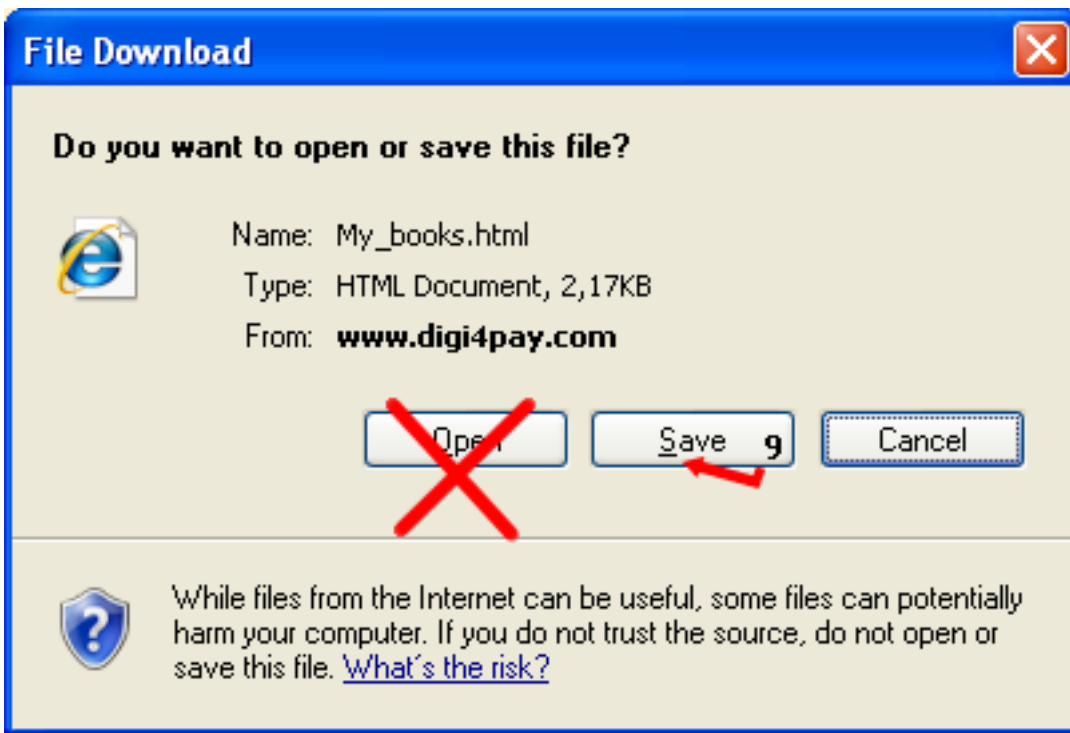 File Download
Do you want to open or save this file?
Name: My_books.html
Type: HTML Document, 2,17KB
From: www.digi4pay.com
Open Save 9 Cancel
While files from the Internet can be useful, some files can potentially
harm your computer. If you do not trust the source, do not open or
save this file. What´s the risk?